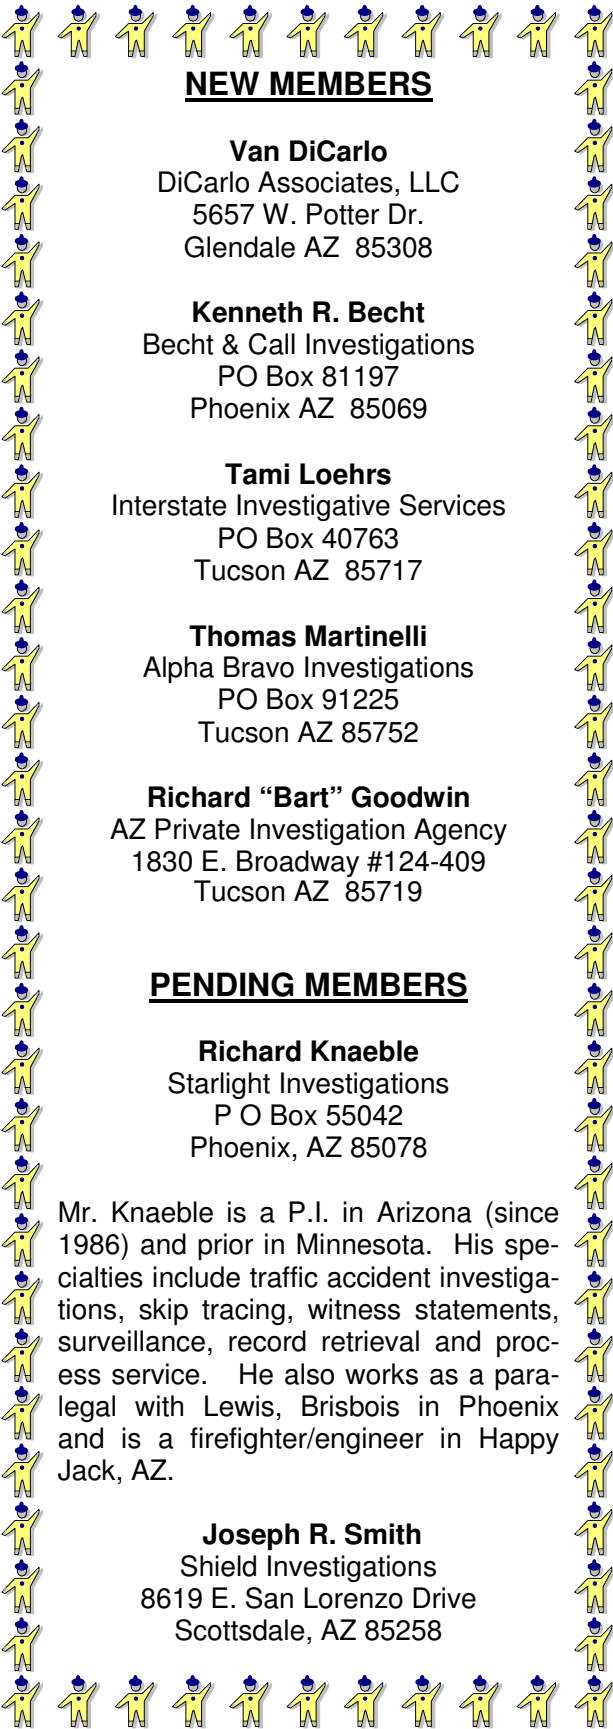 NEW MEMBERS
Van DiCarlo
DiCarlo Associates, LLC
5657 W. Potter Dr.
Glendale AZ  85308
Kenneth R. Becht
Becht & Call Investigations
PO Box 81197
Phoenix AZ  85069
Tami Loehrs
Interstate Investigative Services
PO Box 40763
Tucson AZ  85717
Thomas Martinelli
Alpha Bravo Investigations
PO Box 91225
Tucson AZ 85752
Richard “Bart” Goodwin
AZ Private Investigation Agency
1830 E. Broadway #124-409
Tucson AZ  85719
PENDING MEMBERS
Richard Knaeble
Starlight Investigations
P O Box 55042
Phoenix, AZ 85078
Mr. Knaeble is a P.I. in Arizona (since
1986) and prior in Minnesota.  His spe-
cialties include traffic accident investiga-
tions, skip tracing, witness statements,
surveillance, record retrieval and proc-
ess service.   He also works as a para-
legal with Lewis, Brisbois in Phoenix
and is a firefighter/engineer in Happy
Jack, AZ.
Joseph R. Smith
Shield Investigations
8619 E. San Lorenzo Drive
Scottsdale, AZ 85258